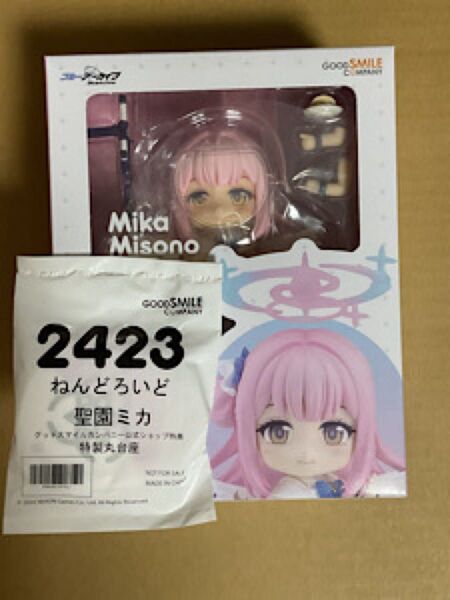 ブルーアーカイブ
GOOD SMILE
COMPANY
Mika
Misono
GOOD SMILE
COMPANY
2423
ねんどろいど
聖園ミカ
グッドスマイルカンパニー公式ショップ特典
特製丸台座
NOT FOR SALE
MADE IN CHINA